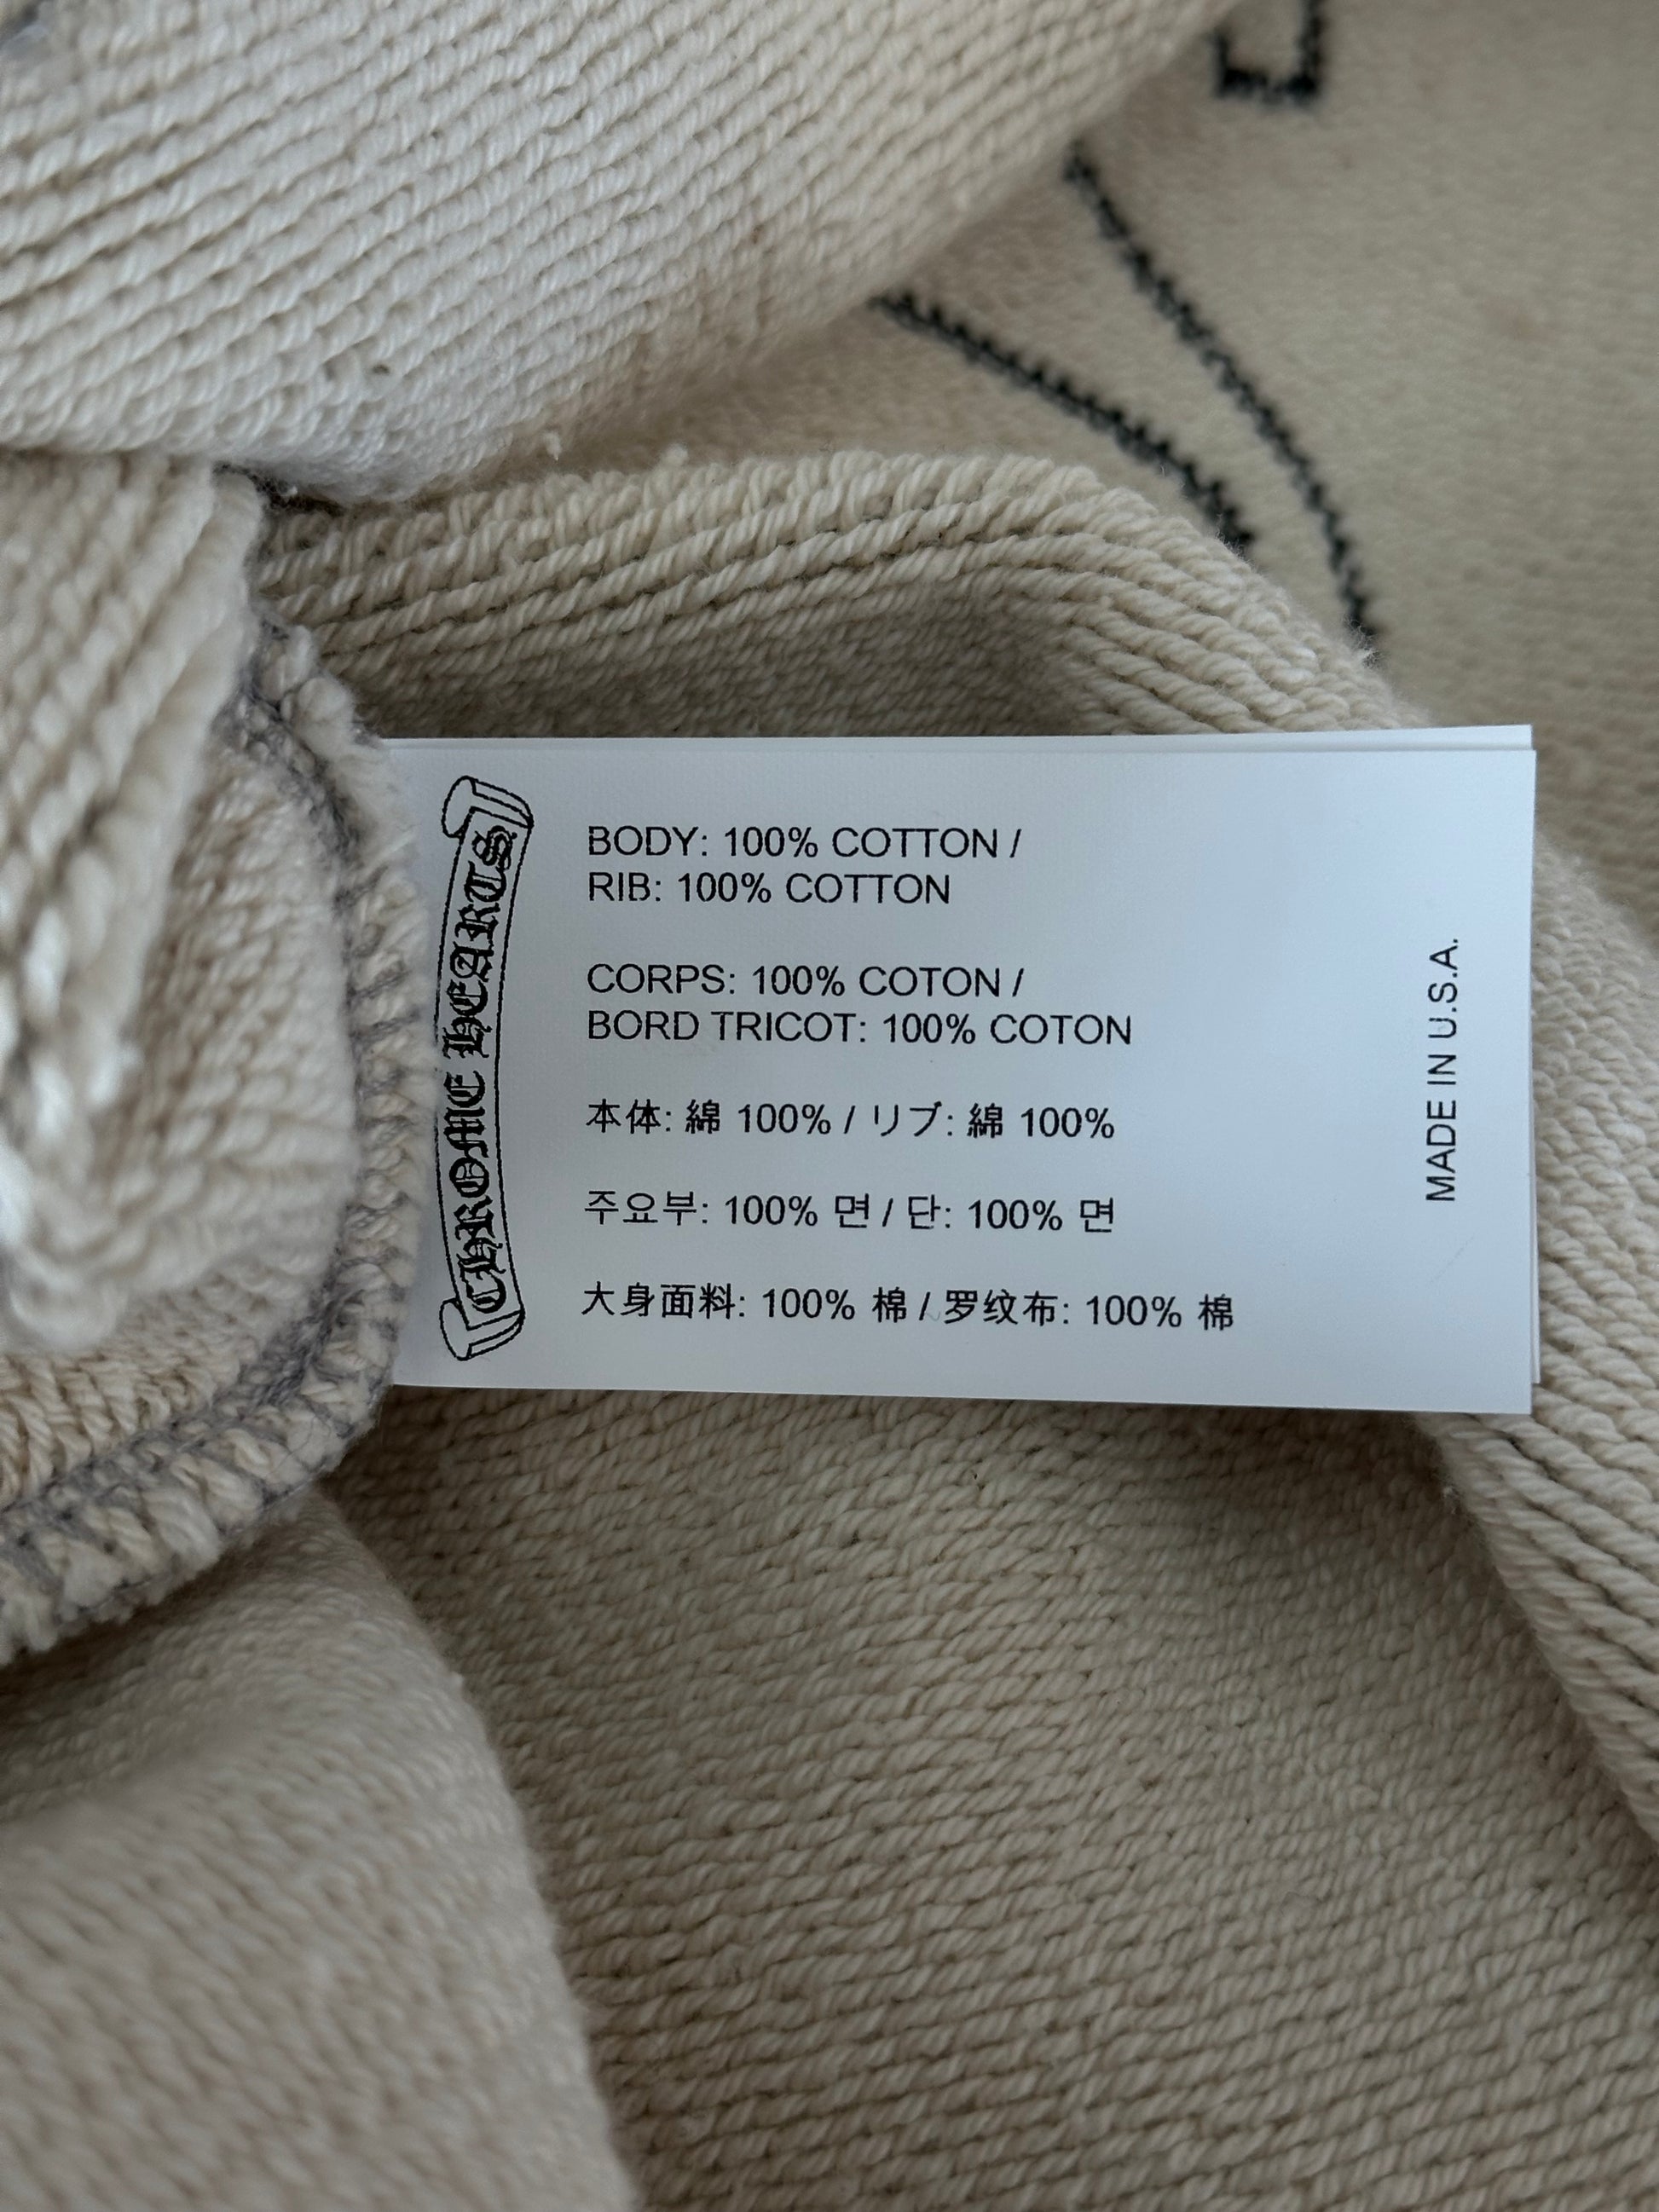 CHROME HEARTS
BODY: 100% COTTON /
RIB: 100% COTTON
CORPS: 100% COTON /
BORD TRICOT: 100% COTON
本体: 綿 100% / リブ: 綿 100%
주요부: 100% 면 / 단: 100% 면
大身面料: 100% 棉 / 罗纹布: 100% 棉
MADE IN U.S.A.